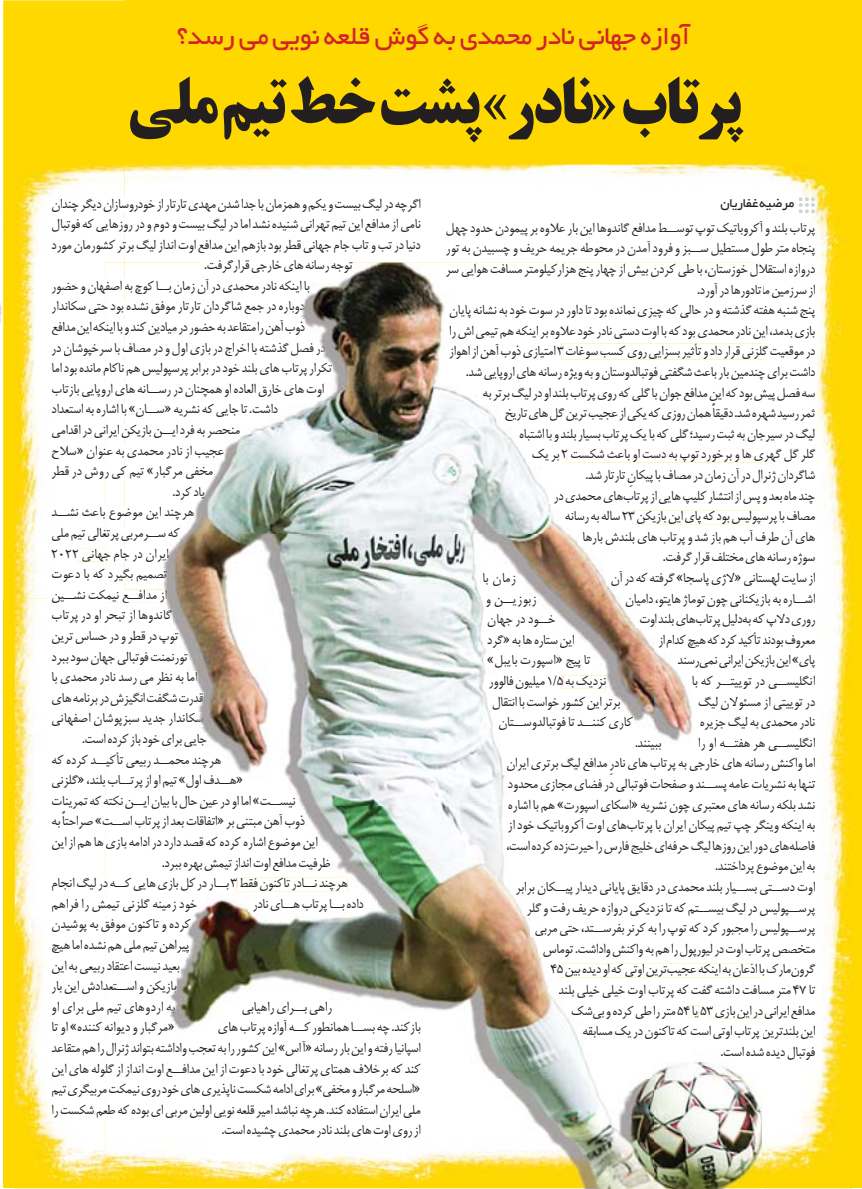 آوازه جهانی نادر محمدی به گوش قلعه نویی می رسد؟
پرتاب «نادر» پشت خط تیم ملی
مرضیه غفاریان
پرتاب بلند و آکروباتیک توپ توسط مدافع گاندوها این بار علاوه بر پیمودن حدود چهل
پنجاه متر طول مستطیل سبز و فرود آمدن در محوطه جریمه حریف و چسبیدن به تور
دروازه استقلال خوزستان، با طی کردن بیش از چهار پنج هزار کیلومتر مسافت هوایی سر
از سرزمین ماتادورها در آورد.
پنج شنبه هفته گذشته و در حالی که چیزی نمانده بود تا داور در سوت خود به نشانه پایان
بازی بدمد، این نادر محمدی بود که با اوت دستی نادر خود علاوه بر اینکه هم تیمی اش را
در موقعیت گلزنی قرار داد و تأثیر بسزایی روی کسب سوغات ۳امتیازی ذوب آهن از اهواز
داشت برای چندمین بار باعث شگفتی فوتبالدوستان و به ویژه رسانه های اروپایی شد.
سه فصل پیش بود که این مدافع جوان با گلی که روی پرتاب بلند او در لیگ برتر به
ثمر رسید شهره شد. دقیقاً همان روزی که یکی از عجیب ترین گل های تاریخ
لیگ در سیرجان به ثبت رسید؛ گلی که با یک پرتاب بسیار بلند و با اشتباه
گلر گل گهری ها و برخورد توپ به دست او باعث شکست ۲ بر یک
شاگردان ژنرال در آن زمان در مصاف با پیکان تارتار شد.
چند ماه بعد و پس از انتشار کلیپ هایی از پرتاب‌های محمدی در
مصاف با پرسپولیس بود که پای این بازیکن ۲۳ ساله به رسانه
های آن طرف آب هم باز شد و پرتاب های بلندش بارها
سوژه رسانه های مختلف قرار گرفت.
از سایت لهستانی «لاژی پاسجا» گرفته که در آن زمان با
اشاره به بازیکنانی چون توماژ هایتو، دامیان زبوزین و
روری دلاپ که به‌دلیل پرتاب‌های بلند اوت خود در جهان
معروف بودند تأکید کرد که هیچ کدام از این ستاره ها به «گرد
پای» این بازیکن ایرانی نمی‌رسند تا پیج «اسپورت بایبل»
انگلیسی در توییتر که با نزدیک به ۱/۵ میلیون فالوور
در توییتی از مسئولان لیگ برتر این کشور خواست با انتقال
نادر محمدی به لیگ جزیره کاری کنند تا فوتبالدوستان
انگلیسی هر هفته او را ببینند.
اما واکنش رسانه های خارجی به پرتاب های نادرِ مدافع لیگ برتری ایران
تنها به نشریات عامه پسند و صفحات فوتبالی در فضای مجازی محدود
نشد بلکه رسانه های معتبری چون نشریه «اسکای اسپورت» هم با اشاره
به اینکه وینگر چپ تیم پیکان ایران با پرتاب‌های اوت آکروباتیک خود از
فاصله‌های دور این روزها لیگ حرفه‌ای خلیج فارس را حیرت‌زده کرده است،
به این موضوع پرداختند.
اوت دستی بسیار بلند محمدی در دقایق پایانی دیدار پیکان برابر
پرسپولیس در لیگ بیستم که تا نزدیکی دروازه حریف رفت و گلر
پرسپولیس را مجبور کرد که توپ را به کرنر بفرستد، حتی مربی
متخصص پرتاب اوت در لیورپول را هم به واکنش واداشت. توماس
گرون‌مارک با اذعان به اینکه عجیب‌ترین اوتی که او دیده بین ۴۵
تا ۴۷ متر مسافت داشته گفت که پرتاب اوت خیلی خیلی بلند
مدافع ایرانی در این بازی ۵۳ یا ۵۴ متر را طی کرده و بی‌شک
این بلندترین پرتاب اوتی است که تاکنون در یک مسابقه
فوتبال دیده شده است.
اگرچه در لیگ بیست و یکم و همزمان با جدا شدن مهدی تارتار از خودروسازان دیگر چندان
نامی از مدافع این تیم تهرانی شنیده نشد اما در لیگ بیست و دوم و در روزهایی که فوتبال
دنیا در تب و تاب جام جهانی قطر بود باز هم این مدافع اوت انداز لیگ برتر کشورمان مورد
توجه رسانه های خارجی قرار گرفت.
با اینکه نادر محمدی در آن زمان با کوچ به اصفهان و حضور
دوباره در جمع شاگردان تارتار موفق نشده بود حتی سکاندار
ذوب آهن را متقاعد به حضور در میادین کند و با اینکه این مدافع
در فصل گذشته با اخراج در بازی اول و در مصاف با سرخپوشان در
تکرار پرتاب های بلند خود در برابر پرسپولیس هم ناکام مانده بود اما
اوت های خارق العاده او همچنان در رسانه های اروپایی بازتاب
داشت. تا جایی که نشریه «سان» با اشاره به استعداد
منحصر به فرد این بازیکن ایرانی در اقدامی
عجیب از نادر محمدی به عنوان «سلاح
مخفی مرگبار» تیم کی روش در قطر
یاد کرد.
هرچند این موضوع باعث نشد
که سرمربی پرتغالی تیم ملی
ایران در جام جهانی ۲۰۲۲
تصمیم بگیرد که با دعوت
از مدافع نیمکت نشین
گاندوها از تبحر او در پرتاب
توپ در قطر و در حساس ترین
تورنمنت فوتبالی جهان سود ببرد
اما به نظر می رسد نادر محمدی با
قدرت شگفت انگیزش در برنامه های
سکاندار جدید سبزپوشان اصفهانی
جایی برای خود باز کرده است.
هرچند محمد ربیعی تأکید کرده که
«هدف اول» تیم او از پرتاب بلند، «گلزنی
نیست» اما او در عین حال با بیان این نکته که تمرینات
ذوب آهن مبتنی بر «اتفاقات بعد از پرتاب است» صراحتاً به
این موضوع اشاره کرده که قصد دارد در ادامه بازی ها هم از این
ظرفیت مدافع اوت انداز تیمش بهره ببرد.
هرچند نادر تاکنون فقط ۳ بار در کل بازی هایی که در لیگ انجام
داده با پرتاب های نادر خود زمینه گلزنی تیمش را فراهم
کرده و تاکنون موفق به پوشیدن
پیراهن تیم ملی هم نشده اما هیچ
بعید نیست اعتقاد ربیعی به این
بازیکن و استعدادش این بار
راهی برای راهیابی به اردوهای تیم ملی برای او
باز کند. چه بسا همانطور که آوازه پرتاب های «مرگبار و دیوانه کننده» او تا
اسپانیا رفته و این بار رسانه «آ اس» این کشور را به تعجب واداشته بتواند ژنرال را هم متقاعد
کند که برخلاف همتای پرتغالی خود با دعوت از این مدافع اوت انداز از گلوله های این
«اسلحه مرگبار و مخفی» برای ادامه شکست ناپذیری های خود روی نیمکت مربیگری تیم
ملی ایران استفاده کند. هرچه نباشد امیر قلعه نویی اولین مربی ای بوده که طعم شکست را
از روی اوت های بلند نادر محمدی چشیده است.
ریل ملی، افتخار ملی